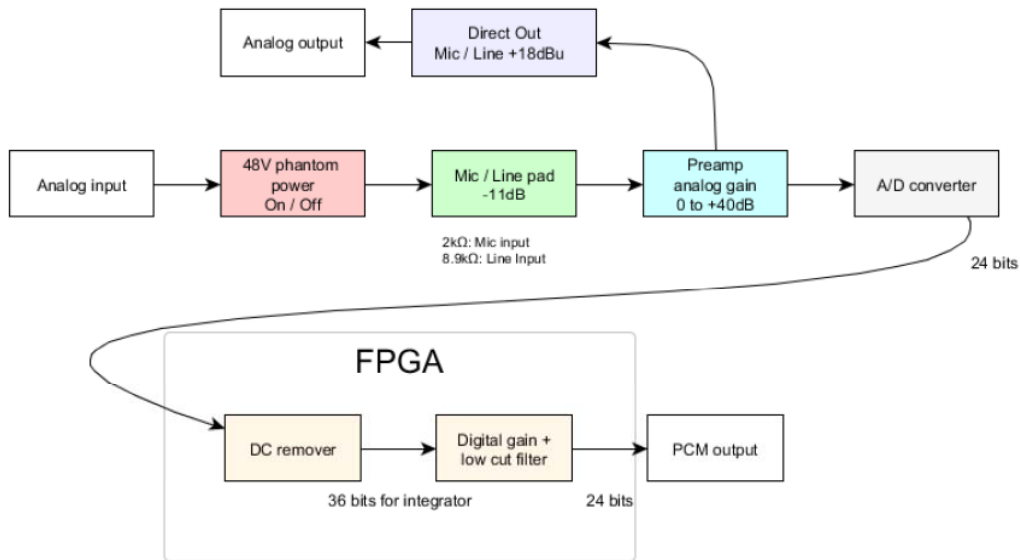 Analog output
Direct Out
Mic / Line +18dBu
Analog input
48V phantom
power
On / Off
Mic / Line pad
-11dB
Preamp
analog gain
0 to +40dB
A/D converter
2kΩ: Mic input
8.9kΩ: Line Input
24 bits
FPGA
DC remover
Digital gain +
low cut filter
PCM output
36 bits for integrator
24 bits